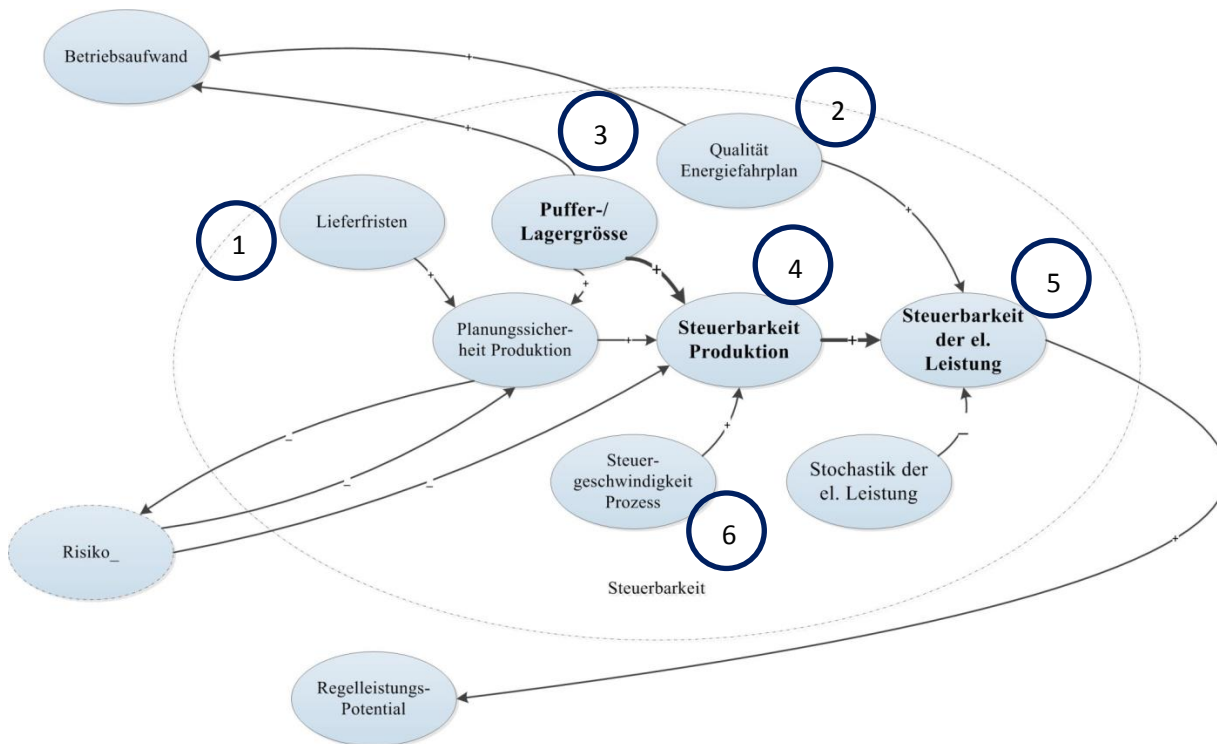 Betriebsaufwand
+
+
3
2
Qualität
Energiefahrplan
1
Lieferfristen
Puffer-/
Lagergrösse
+
+
+
+
4
5
Planungssicher-
heit Produktion
+
Steuerbarkeit
Produktion
+
Steuerbarkeit
der el.
Leistung
–
–
–
+
–
Steuer-
geschwindigkeit
Prozess
Stochastik der
el. Leistung
6
Risiko_
+
Steuerbarkeit
Regelleistungs-
Potential